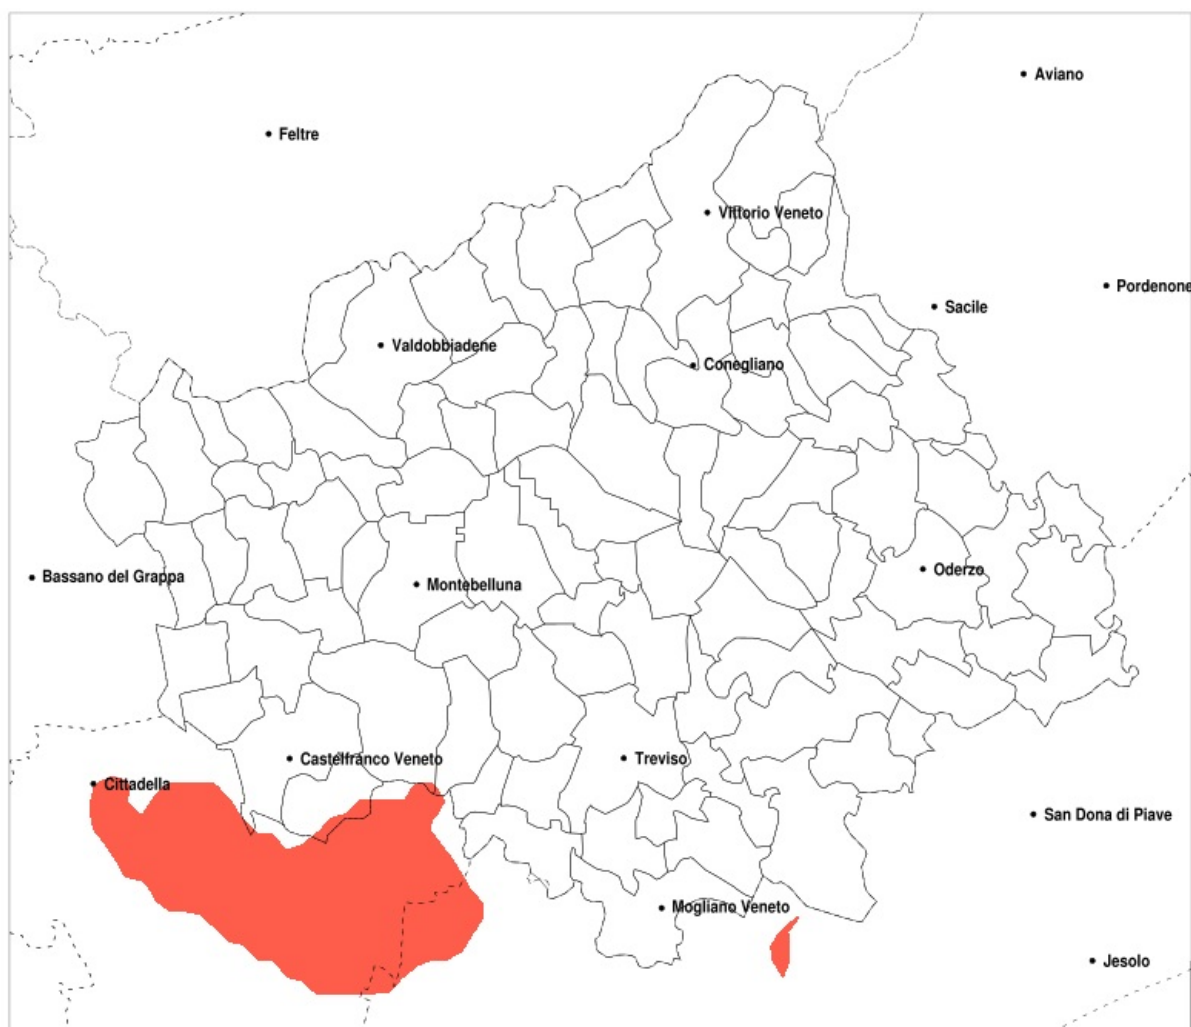 Aviano
Feltre
Vittorio Veneto
Pordenone
Sacile
Valdobbiadene
Conegliano
Bassano del Grappa
Montebelluna
Oderzo
Castelfranco Veneto
Treviso
Cittadella
San Dona di Piave
Mogliano Veneto
Jesolo